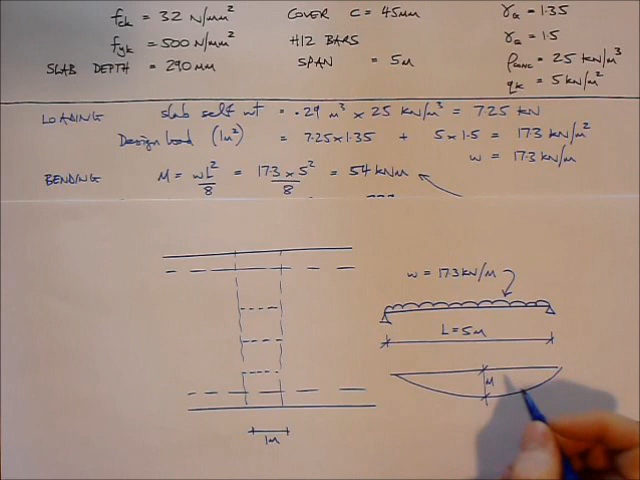 fck = 32 N/mm² COVER C = 45mm γG = 1.35
fyk = 500 N/mm² H12 BARS γQ = 1.5
SLAB DEPTH = 290mm SPAN = 5m ρconc = 25 kN/m³
qk = 5 kN/m²
LOADING slab self wt = .29 m³ x 25 kN/m³ = 7.25 kN
Design load (1m²) = 7.25 x 1.35 + 5 x 1.5 = 17.3 kN/m²
w = 17.3 kN/m
BENDING M = wL²/8 = 17.3 x 5²/8 = 54 kNm
w = 17.3 kN/m
L = 5m
M
1m